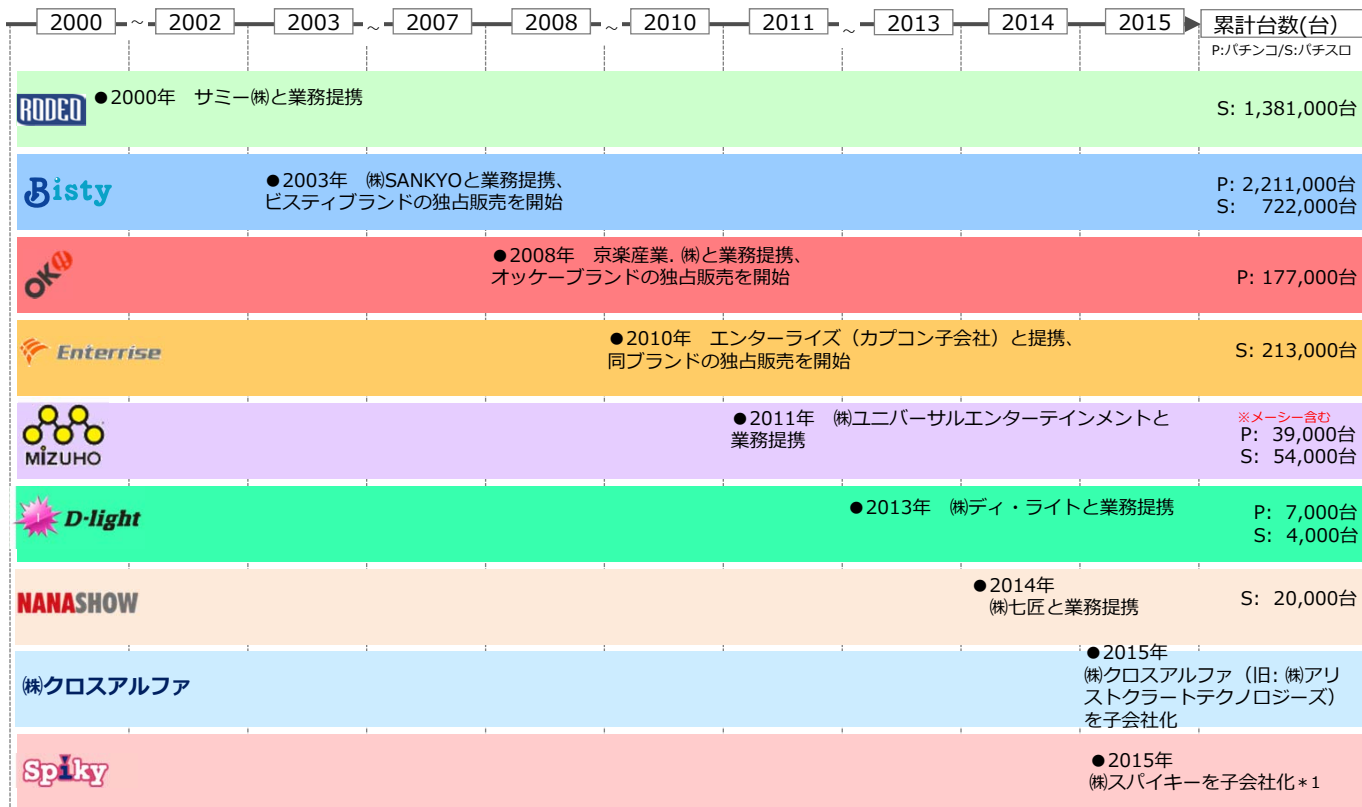 2000 ~ 2002 2003 ~ 2007 2008 ~ 2010 2011 ~ 2013 2014 2015 累計台数(台)
P:パチンコ/S:パチスロ
RODEO
●2000年 サミー㈱と業務提携
S: 1,381,000台
Bisty
●2003年 ㈱SANKYOと業務提携、
ビスティブランドの独占販売を開始
P: 2,211,000台
S: 722,000台
OK!!
●2008年 京楽産業. ㈱と業務提携、
オッケーブランドの独占販売を開始
P: 177,000台
Enterrise
●2010年 エンターライズ（カプコン子会社）と提携、
同ブランドの独占販売を開始
S: 213,000台
MIZUHO
●2011年 ㈱ユニバーサルエンターテインメントと
業務提携
※メーシー含む
P: 39,000台
S: 54,000台
D-light
●2013年 ㈱ディ・ライトと業務提携
P: 7,000台
S: 4,000台
NANASHOW
●2014年
㈱七匠と業務提携
S: 20,000台
㈱クロスアルファ
●2015年
㈱クロスアルファ（旧: ㈱アリ
ストクラートテクノロジーズ）
を子会社化
Spiky
●2015年
㈱スパイキーを子会社化＊1